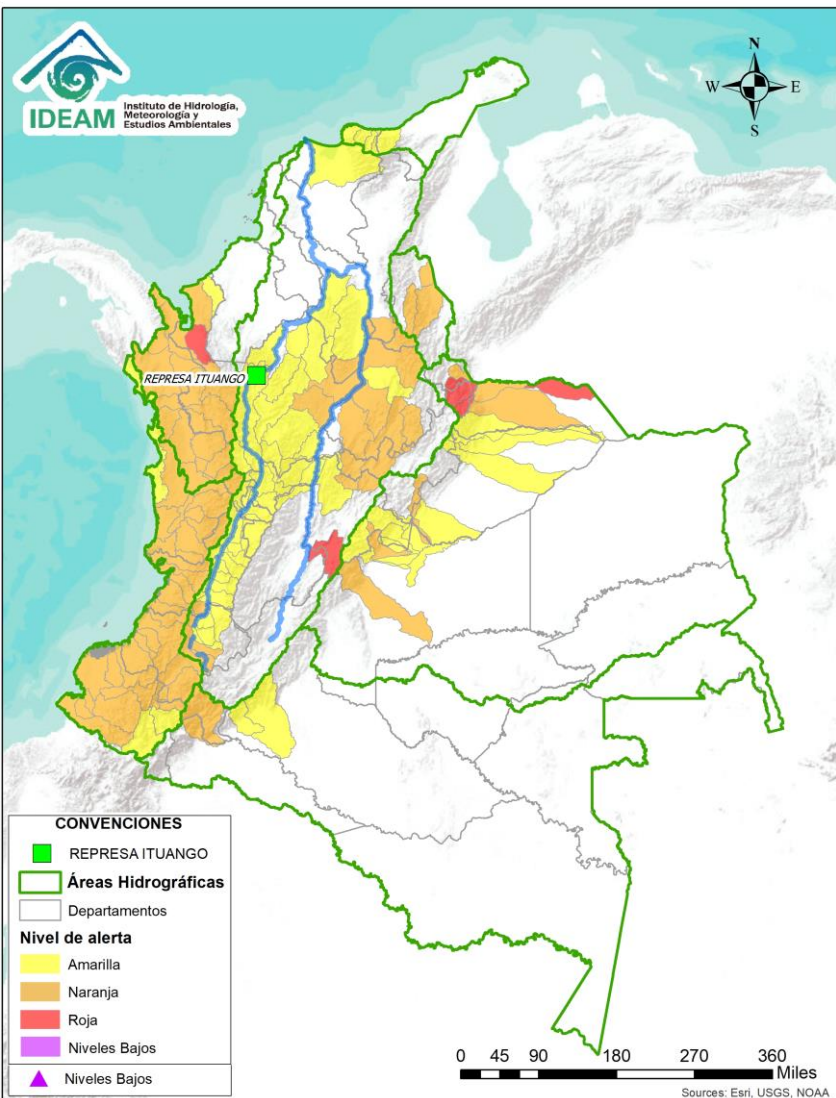 IDEAM
Instituto de Hidrología,
Meteorología y
Estudios Ambientales
N
W
E
S
REPRESA ITUANGO
CONVENCIONES
REPRESA ITUANGO
Áreas Hidrográficas
Departamentos
Nivel de alerta
Amarilla
Naranja
Roja
Niveles Bajos
Niveles Bajos
0 45 90 180 270 360
Miles
Sources: Esri, USGS, NOAA